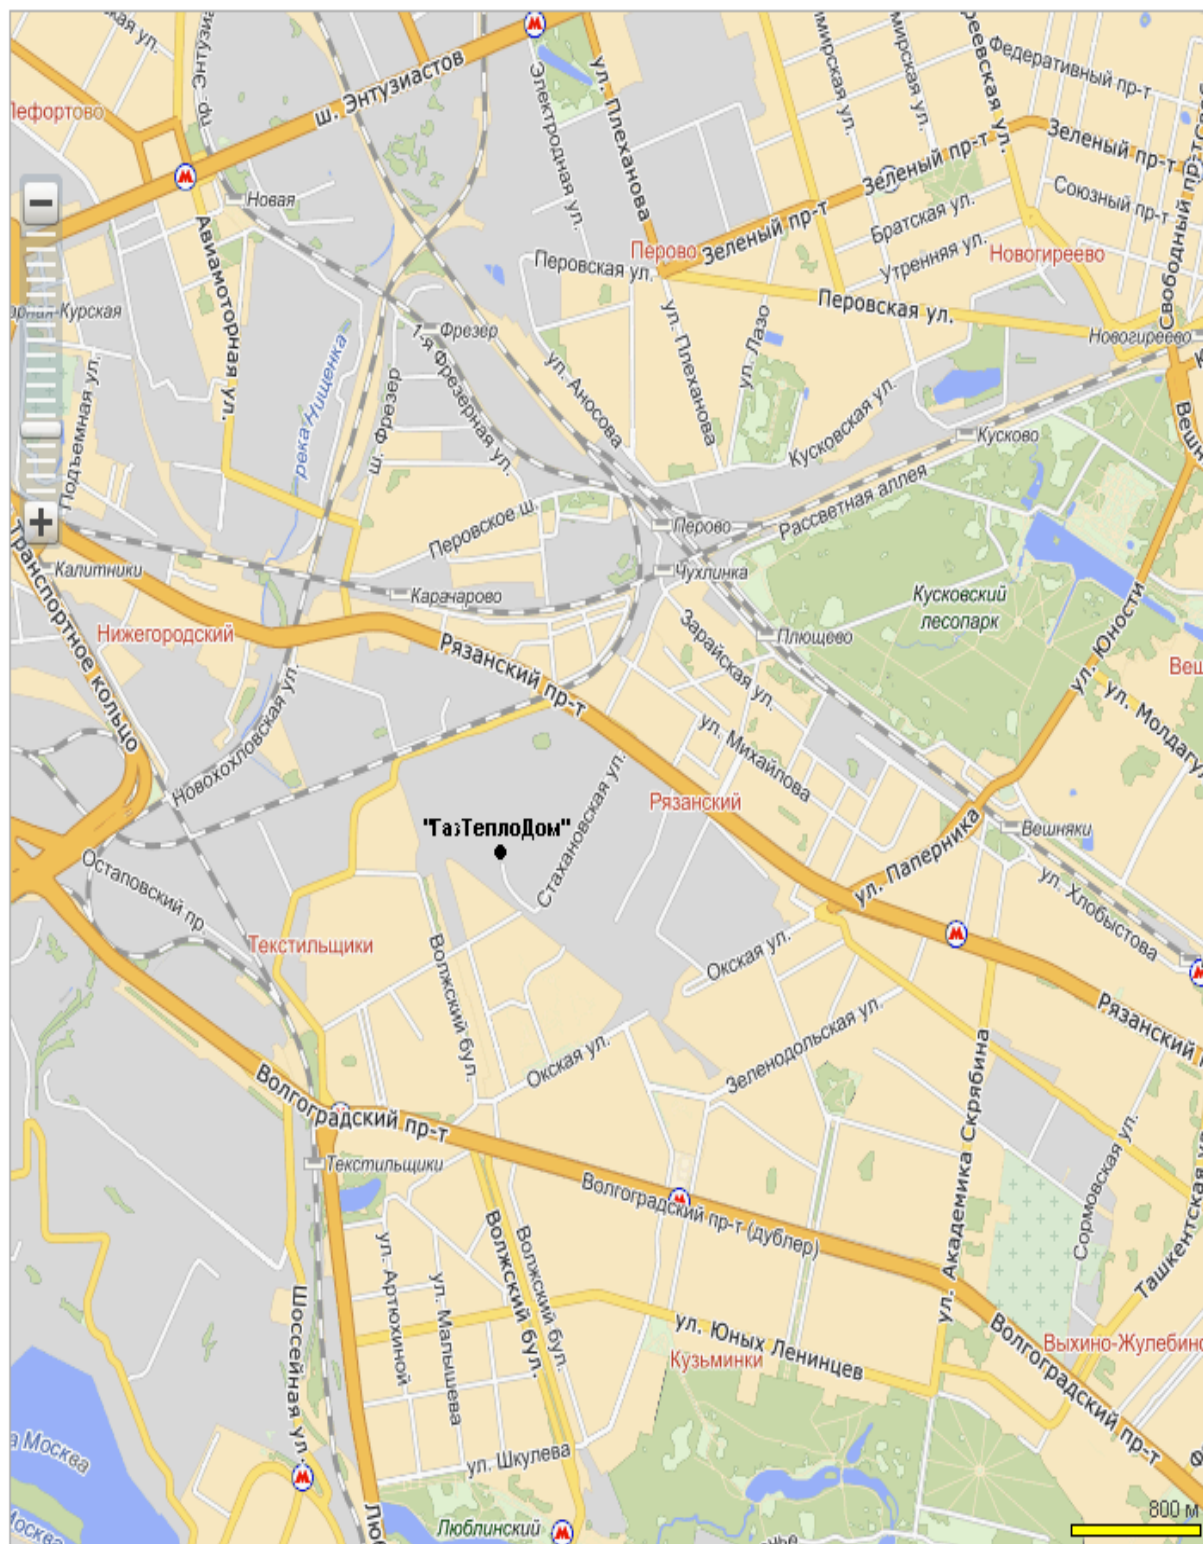 ш. Энтузиастов
Электродная ул.
ул. Плеханова
Федеративный пр-т
Зеленый пр-т
Зеленый пр-т
Зеленый пр-т
Союзный пр-т
Свободный пр-т
Братская ул.
Утренняя ул.
Новогиреево
Перово
Перовская ул.
Перовская ул.
Новая
Авиамоторная ул.
Фрезер
1-я Фрезерная ул.
ш. Фрезер
река Нищенка
Подъемная ул.
ул. Аносова
ул. Плеханова
ул. Лазо
Кусковская ул.
Новогиреево
Кусково
Рассветная аллея
Перовское ш.
Перово
Чухлинка
Калитники
Карачарово
Транспортное кольцо
Нижегородский
Рязанский пр-т
Зарайская ул.
Плющево
Кусковский
лесопарк
ул. Юности
Новохохловская ул.
ул. Михайлова
Рязанский
"ГазТеплоДом"
Стахановская ул.
ул. Паперника
Вешняки
ул. Хлобыстова
Остаповский пр.
Текстильщики
Волжский бул.
Окская ул.
Рязанский
Окская ул.
Зеленодольская ул.
ул. Академика Скрябина
Волгоградский пр-т
Текстильщики
Волгоградский пр-т (дублер)
Сормовская ул.
Ташкентская
Шоссейная ул.
ул. Артюхиной
ул. Малышева
Волжский бул.
Волжский бул.
ул. Юных Ленинцев
Кузьминки
Волгоградский пр-т
Выхино-Жулебино
ул. Шкулева
Люблинский
а Москва
800 м